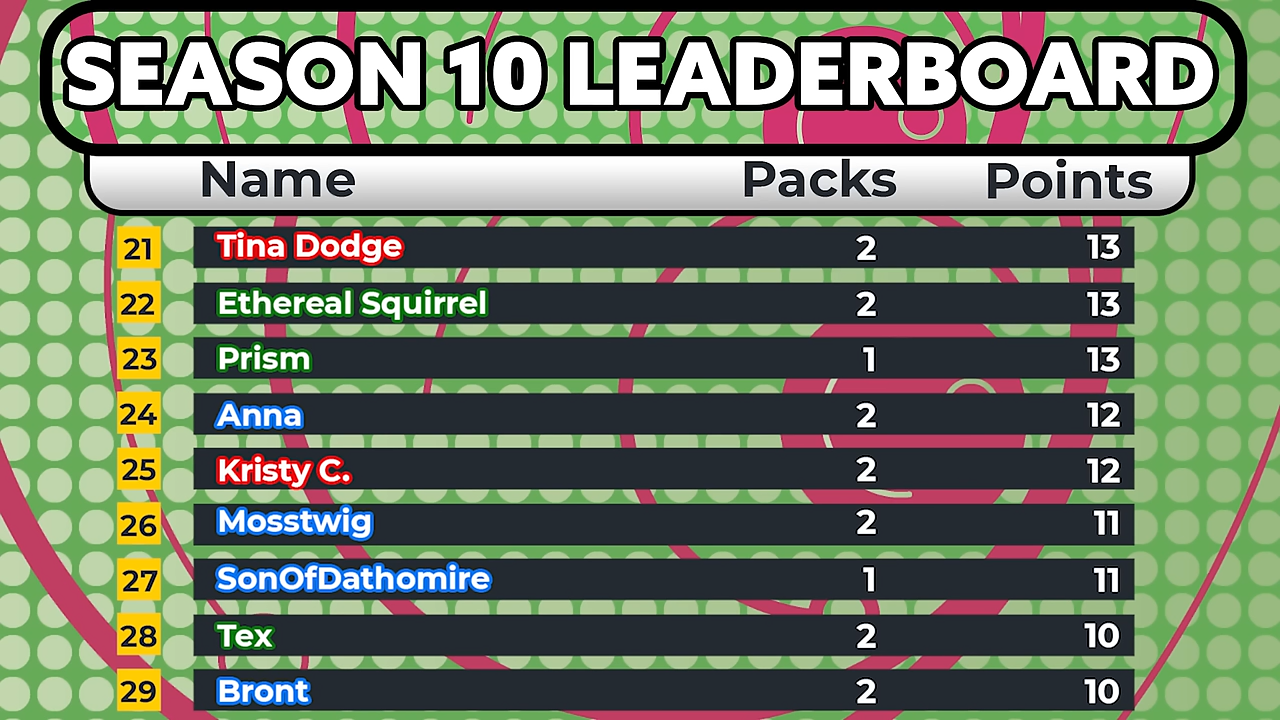 SEASON 10 LEADERBOARD
Name Packs Points
21 Tina Dodge 2 13
22 Ethereal Squirrel 2 13
23 Prism 1 13
24 Anna 2 12
25 Kristy C. 2 12
26 Mosstwig 2 11
27 SonOfDathomire 1 11
28 Tex 2 10
29 Bront 2 10